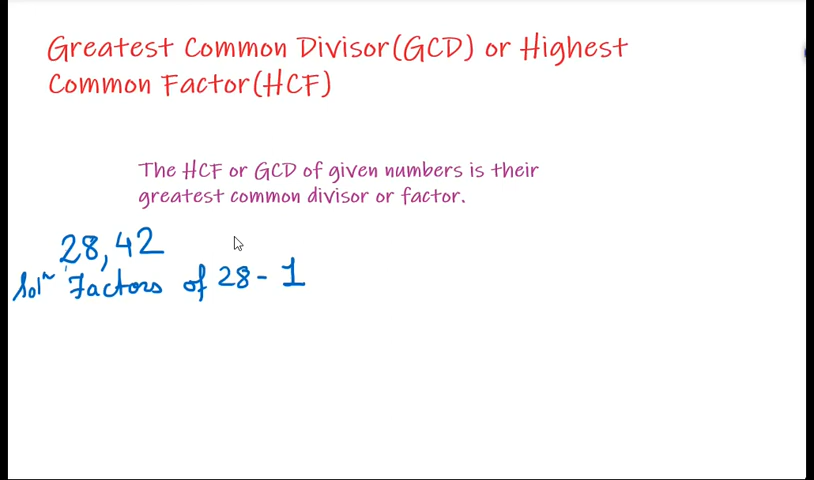 Greatest Common Divisor(GCD) or Highest
Common Factor(HCF)
The HCF or GCD of given numbers is their
greatest common divisor or factor.
28, 42
Solⁿ Factors of 28 - 1